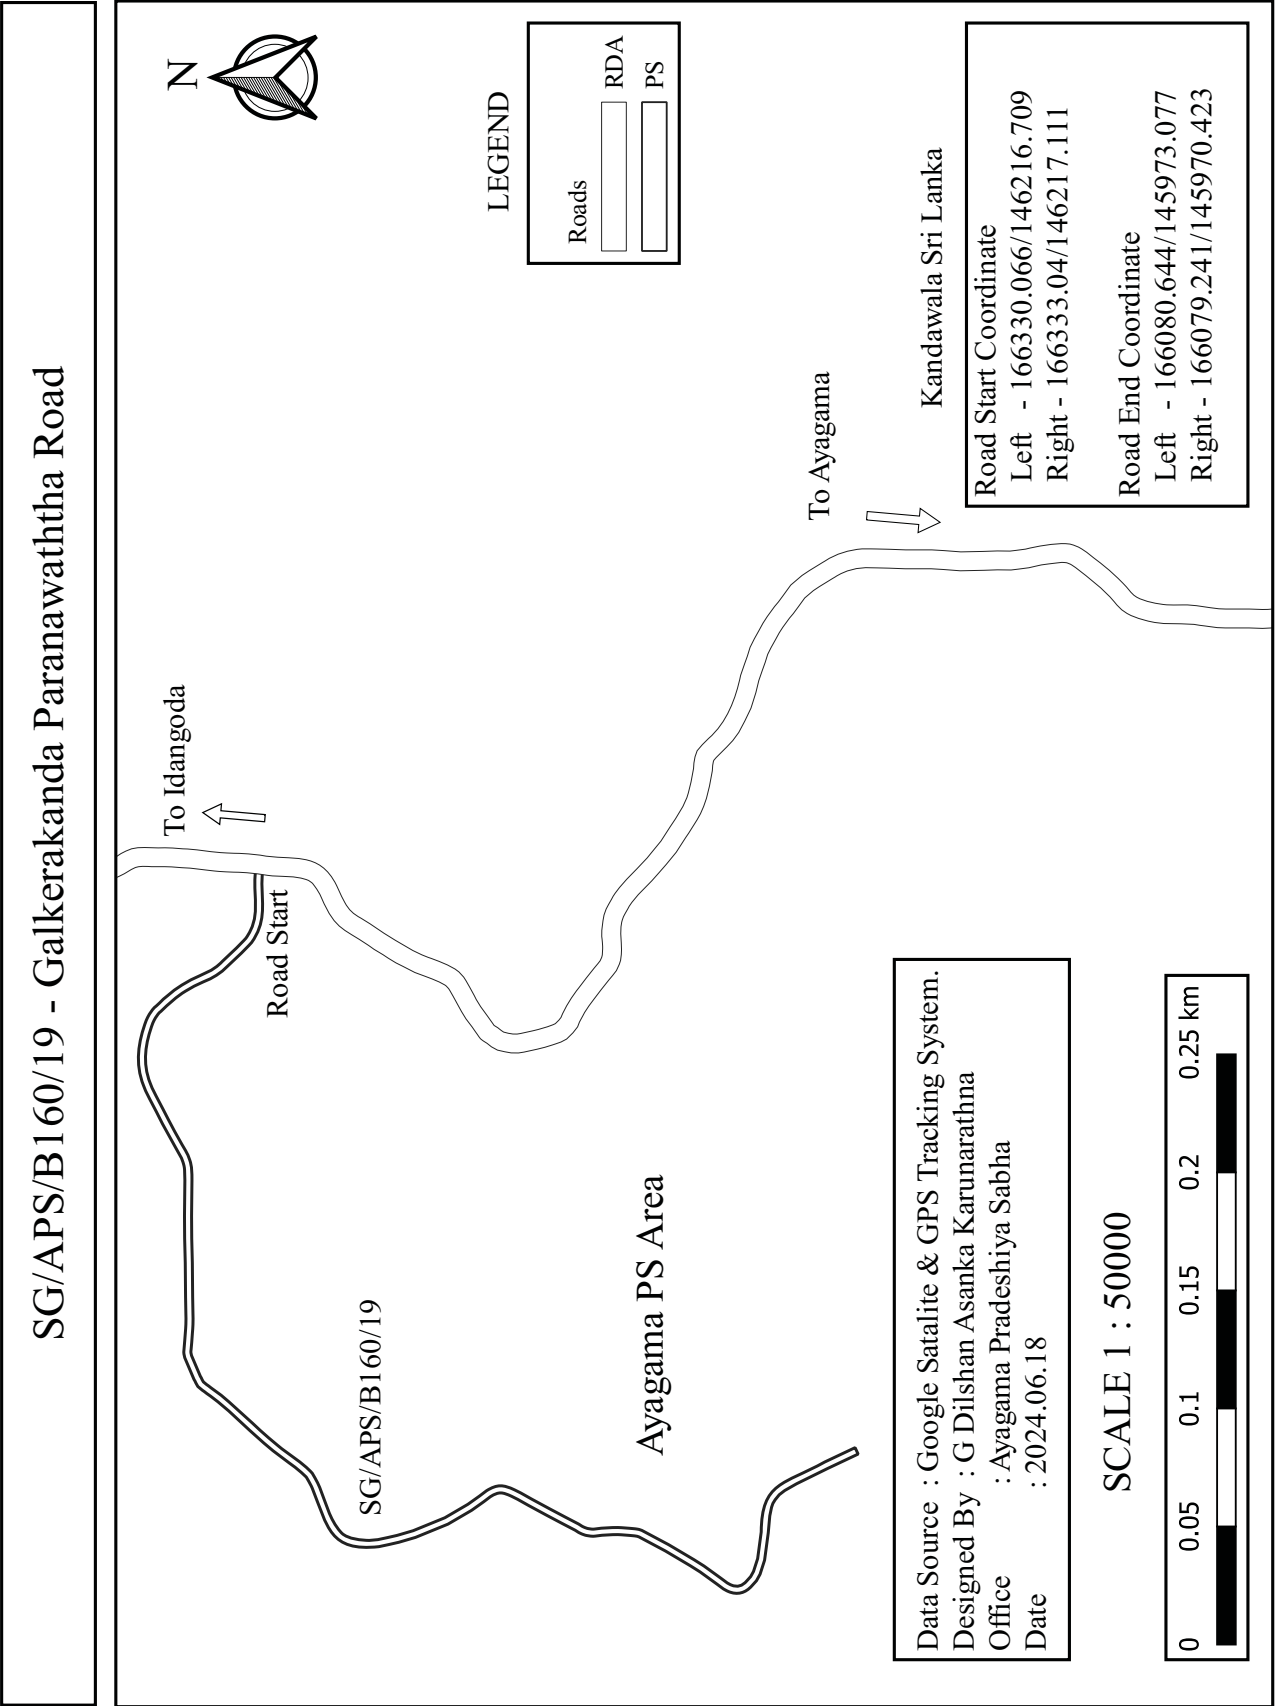 SG/APS/B160/19 - Galkerakanda Paranawaththa Road
N
To Idangoda
Road Start
LEGEND
Roads
RDA
PS
SG/APS/B160/19
Ayagama PS Area
To Ayagama
Kandawala Sri Lanka
Road Start Coordinate
Left - 166330.066/146216.709
Right - 166333.04/146217.111
Road End Coordinate
Left - 166080.644/145973.077
Right - 166079.241/145970.423
Data Source : Google Satalite & GPS Tracking System.
Designed By : G Dilshan Asanka Karunarathna
Office : Ayagama Pradeshiya Sabha
Date : 2024.06.18
SCALE 1 : 50000
0 0.05 0.1 0.15 0.2 0.25 km